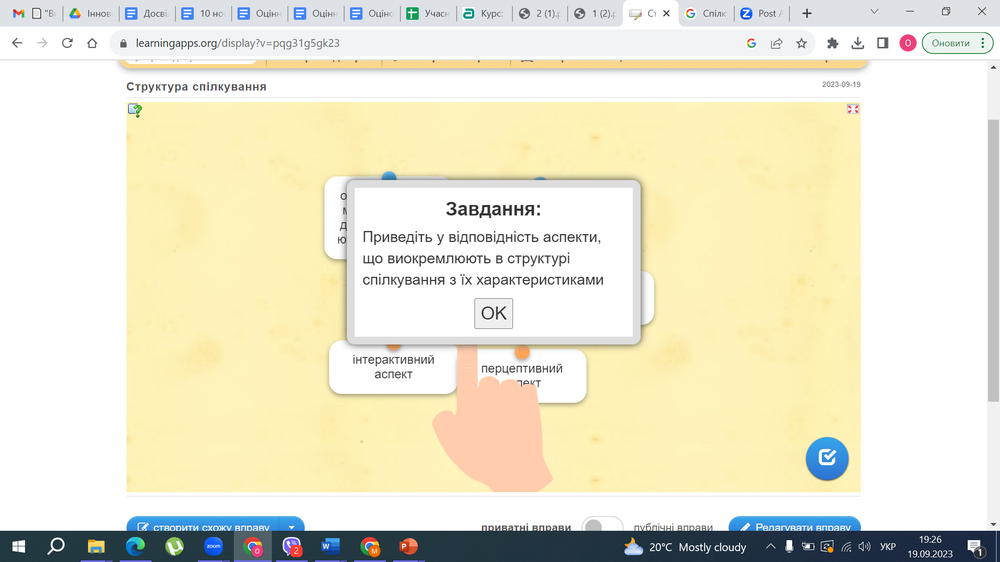 Іннов
Досві
10 но
Оцінн
Оцінн
Оціно
Учасн
Курс:
2 (1).p
1 (2).p
Ст
Спілк
Post A
learningapps.org/display?v=pqg31g5gk23
O
Оновити
Структура спілкування
2023-09-19
Завдання:
Приведіть у відповідність аспекти,
що виокремлюють в структурі
спілкування з їх характеристиками
OK
інтерактивний
аспект
перцептивний
створити схожу вправу
приватні вправи
публічні вправи
Редагувати вправу
zoom
2
20°C Mostly cloudy
УКР
19:26
19.09.2023
1